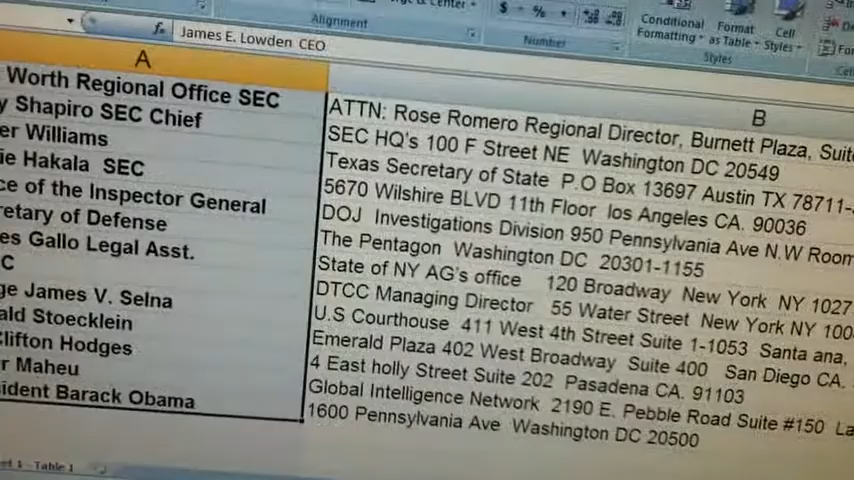 Alignment
$ % Number
Conditional Formatting as Table Styles
Format
Cell
Styles
James E. Lowden CEO
A
B
Worth Regional Office SEC
ATTN: Rose Romero Regional Director, Burnett Plaza, Suit
y Shapiro SEC Chief
SEC HQ's 100 F Street NE Washington DC 20549
er Williams
Texas Secretary of State P.O Box 13697 Austin TX 78711-
ie Hakala SEC
5670 Wilshire BLVD 11th Floor los Angeles CA. 90036
ce of the Inspector General
DOJ Investigations Division 950 Pennsylvania Ave N.W Room
retary of Defense
The Pentagon Washington DC 20301-1155
es Gallo Legal Asst.
State of NY AG's office 120 Broadway New York NY 1027
C
DTCC Managing Director 55 Water Street New York NY 100
ge James V. Selna
U.S Courthouse 411 West 4th Street Suite 1-1053 Santa ana,
ald Stoecklein
Emerald Plaza 402 West Broadway Suite 400 San Diego CA.
Clifton Hodges
4 East holly Street Suite 202 Pasadena CA. 91103
r Maheu
Global Intelligence Network 2190 E. Pebble Road Suite #150 La
sident Barack Obama
1600 Pennsylvania Ave Washington DC 20500
et 1 - Table 1